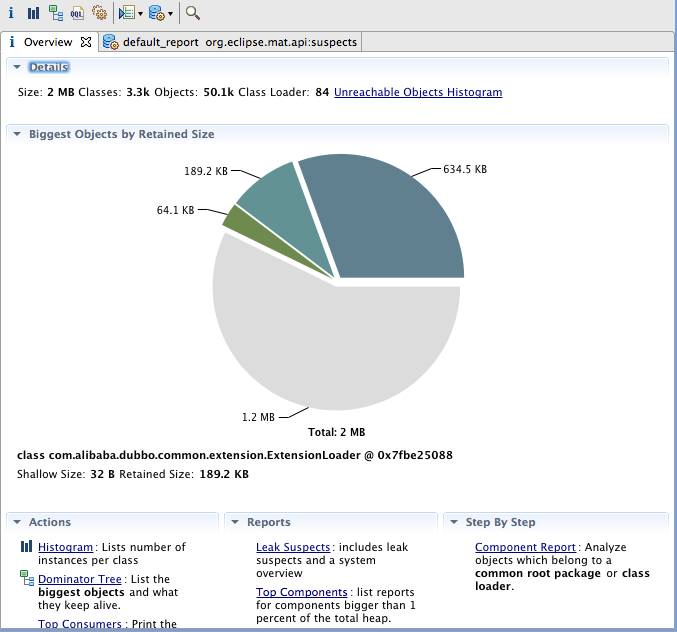 i OQL
i Overview default_report org.eclipse.mat.api:suspects
Details
Size: 2 MB Classes: 3.3k Objects: 50.1k Class Loader: 84 Unreachable Objects Histogram
Biggest Objects by Retained Size
189.2 KB
634.5 KB
64.1 KB
1.2 MB
Total: 2 MB
class com.alibaba.dubbo.common.extension.ExtensionLoader @ 0x7fbe25088
Shallow Size: 32 B Retained Size: 189.2 KB
Actions
Histogram: Lists number of
instances per class
Dominator Tree: List the
biggest objects and what
they keep alive.
Top Consumers: Print the
Reports
Leak Suspects: includes leak
suspects and a system
overview
Top Components: list reports
for components bigger than 1
percent of the total heap.
Step By Step
Component Report: Analyze
objects which belong to a
common root package or class
loader.